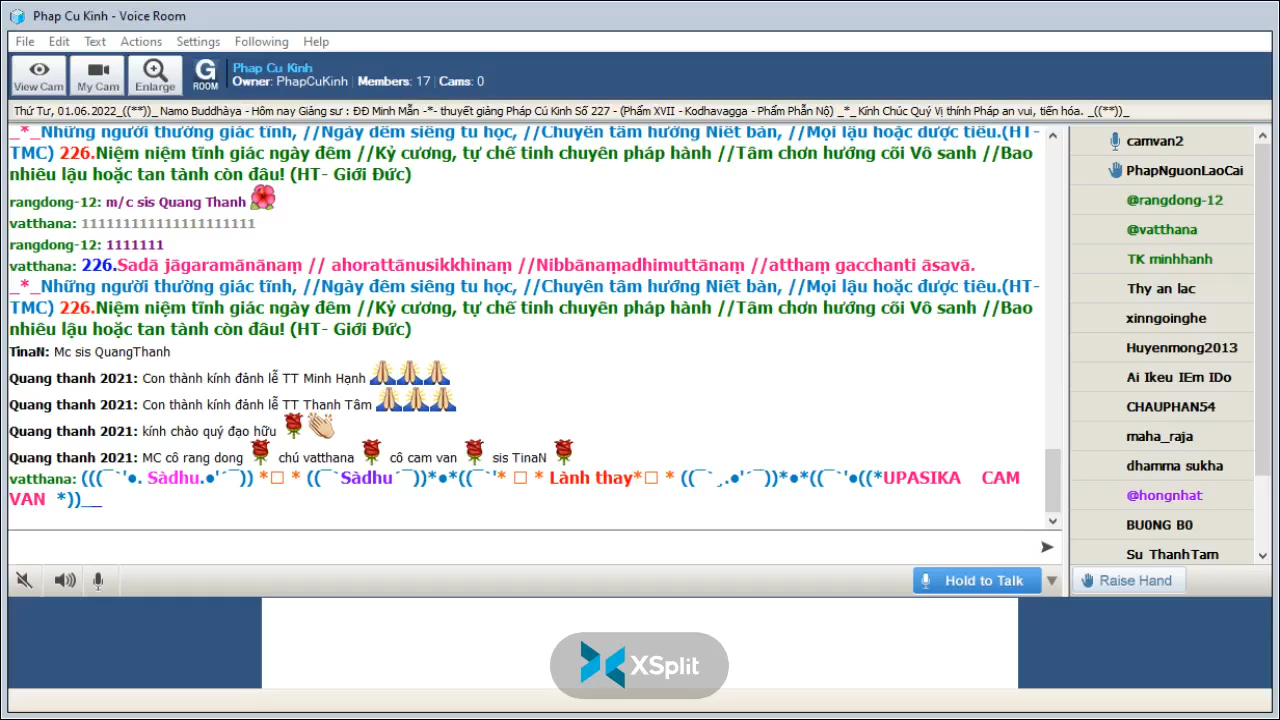 Phap Cu Kinh - Voice Room
File Edit Text Actions Settings Following Help
View Cam My Cam Enlarge G ROOM Phap Cu Kinh
Owner: PhapCuKinh Members: 17 Cams: 0
Thứ Tư, 01.06.2022_((**))_ Namo Buddhàya - Hôm nay Giảng sư : ĐĐ Minh Mẫn -*- thuyết giảng Pháp Cú Kinh Số 227 - (Phẩm XVII - Kodhavagga - Phẩm Phẫn Nộ) _*_ Kính Chúc Quý Vị thính Pháp an vui, tiến hóa. _((**))_
_*_Những người thường giác tỉnh, //Ngày đêm siêng tu học, //Chuyên tâm hướng Niết bàn, //Mọi lậu hoặc được tiêu.(HT-
TMC) 226.Niệm niệm tĩnh giác ngày đêm //Kỷ cương, tự chế tinh chuyên pháp hành //Tâm chơn hướng cõi Vô sanh //Bao
nhiêu lậu hoặc tan tành còn đâu! (HT- Giới Đức)
rangdong-12: m/c sis Quang Thanh
vatthana: 111111111111111111111
rangdong-12: 1111111
vatthana: 226.Sadā jāgaramānānaṃ // ahorattānusikkhinaṃ //Nibbānaṃadhimuttānaṃ //atthaṃ gacchanti āsavā.
_*_Những người thường giác tỉnh, //Ngày đêm siêng tu học, //Chuyên tâm hướng Niết bàn, //Mọi lậu hoặc được tiêu.(HT-
TMC) 226.Niệm niệm tĩnh giác ngày đêm //Kỷ cương, tự chế tinh chuyên pháp hành //Tâm chơn hướng cõi Vô sanh //Bao
nhiêu lậu hoặc tan tành còn đâu! (HT- Giới Đức)
TinaN: Mc sis QuangThanh
Quang thanh 2021: Con thành kính đảnh lễ TT Minh Hạnh
Quang thanh 2021: Con thành kính đảnh lễ TT Thanh Tâm
Quang thanh 2021: kính chào quý đạo hữu
Quang thanh 2021: MC cô rang dong chú vatthana cô cam van sis TinaN
vatthana: (((¯`'●. Sàdhu.●'´¯)) *□ * ((¯`Sàdhu´¯))*●*((¯`'* □ * Lành thay*□ * ((¯`¸.●'´¯))*●*((¯`'●((*UPASIKA CAM
VAN *))__
Hold to Talk
camvan2
PhapNguonLaoCai
@rangdong-12
@vatthana
TK minhhanh
Thy an lac
xinngoinghe
Huyenmong2013
Ai Ikeu IEm IDo
CHAUPHAN54
maha_raja
dhamma sukha
@hongnhat
BU0NG B0
Su ThanhTam
Raise Hand
XSplit